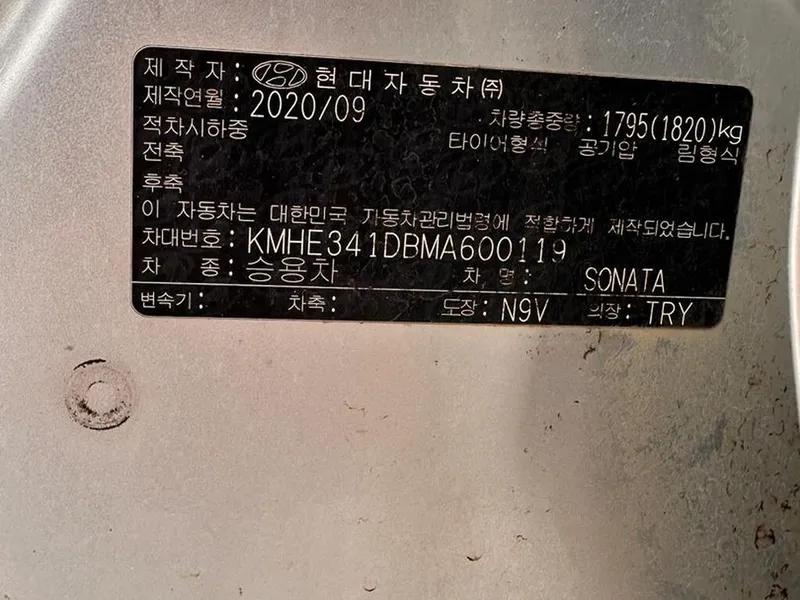 제 작 자 : 현대자동차㈜
제작연월 : 2020/09 차량총중량 : 1795(1820)kg
적차시하중 타이어형식 공기압 림형식
전축
후축
이 자동차는 대한민국 자동차관리법령에 적합하게 제작되었습니다.
차대번호 : KMHE341DBMA600119
차 종 : 승용차 차 명 : SONATA
변속기 : 차축 : 도장 : N9V 의장 : TRY